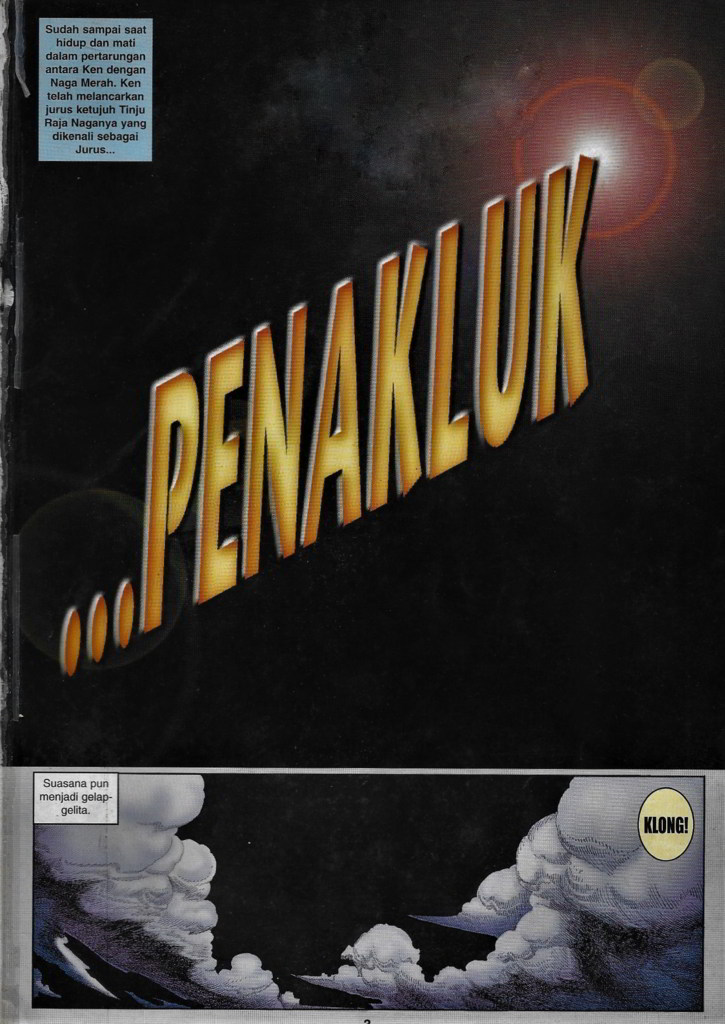 Sudah sampai saat
hidup dan mati
dalam pertarungan
antara Ken dengan
Naga Merah. Ken
telah melancarkan
jurus ketujuh Tinju
Raja Naganya yang
dikenali sebagai
Jurus...
...PENAKLUK
Suasana pun
menjadi gelap-
gelita.
KLONG!